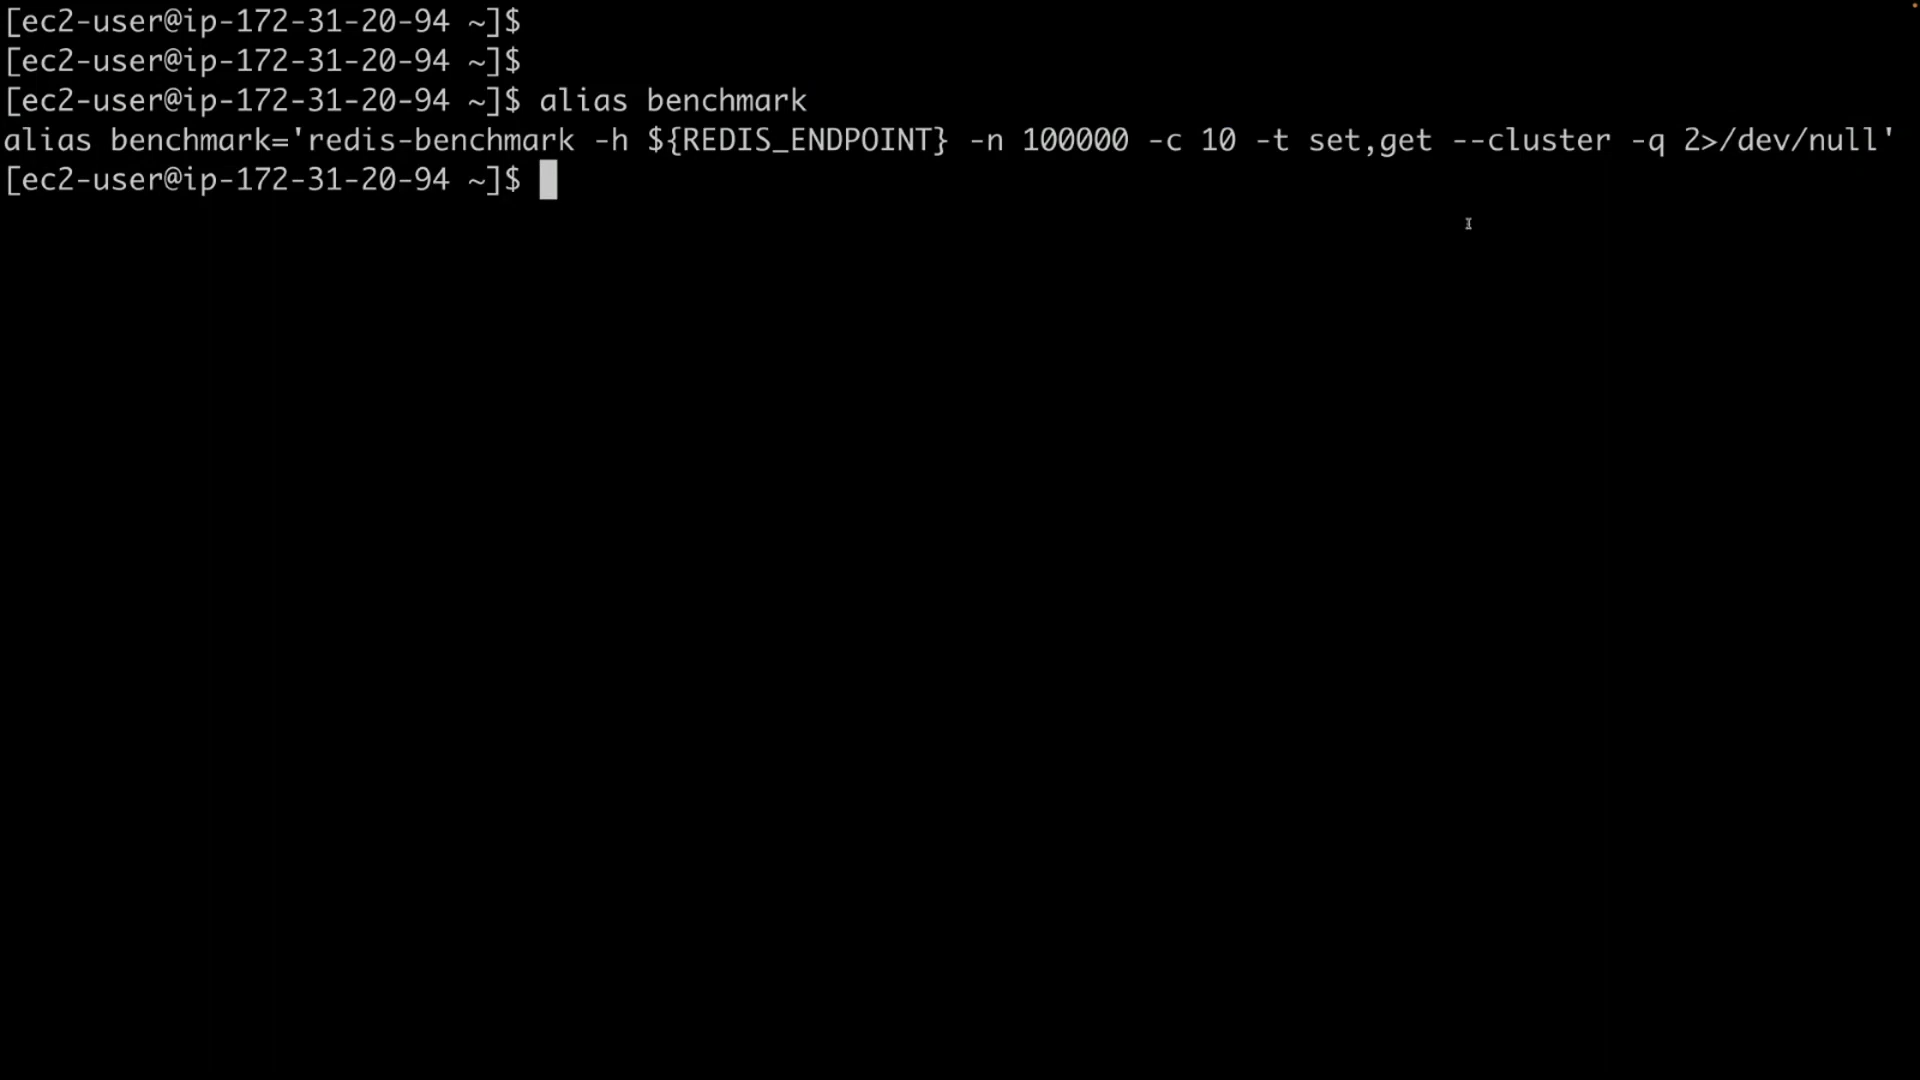 [ec2-user@ip-172-31-20-94 ~]$
[ec2-user@ip-172-31-20-94 ~]$
[ec2-user@ip-172-31-20-94 ~]$ alias benchmark
alias benchmark='redis-benchmark -h ${REDIS_ENDPOINT} -n 100000 -c 10 -t set,get --cluster -q 2>/dev/null'
[ec2-user@ip-172-31-20-94 ~]$